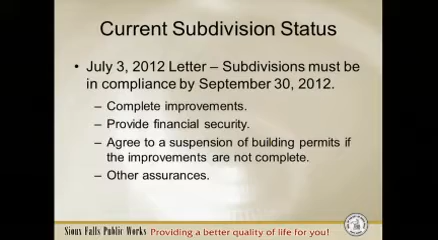 Current Subdivision Status
• July 3, 2012 Letter – Subdivisions must be
in compliance by September 30, 2012.
– Complete improvements.
– Provide financial security.
– Agree to a suspension of building permits if
the improvements are not complete.
– Other assurances.
Sioux Falls Public Works Providing a better quality of life for you!